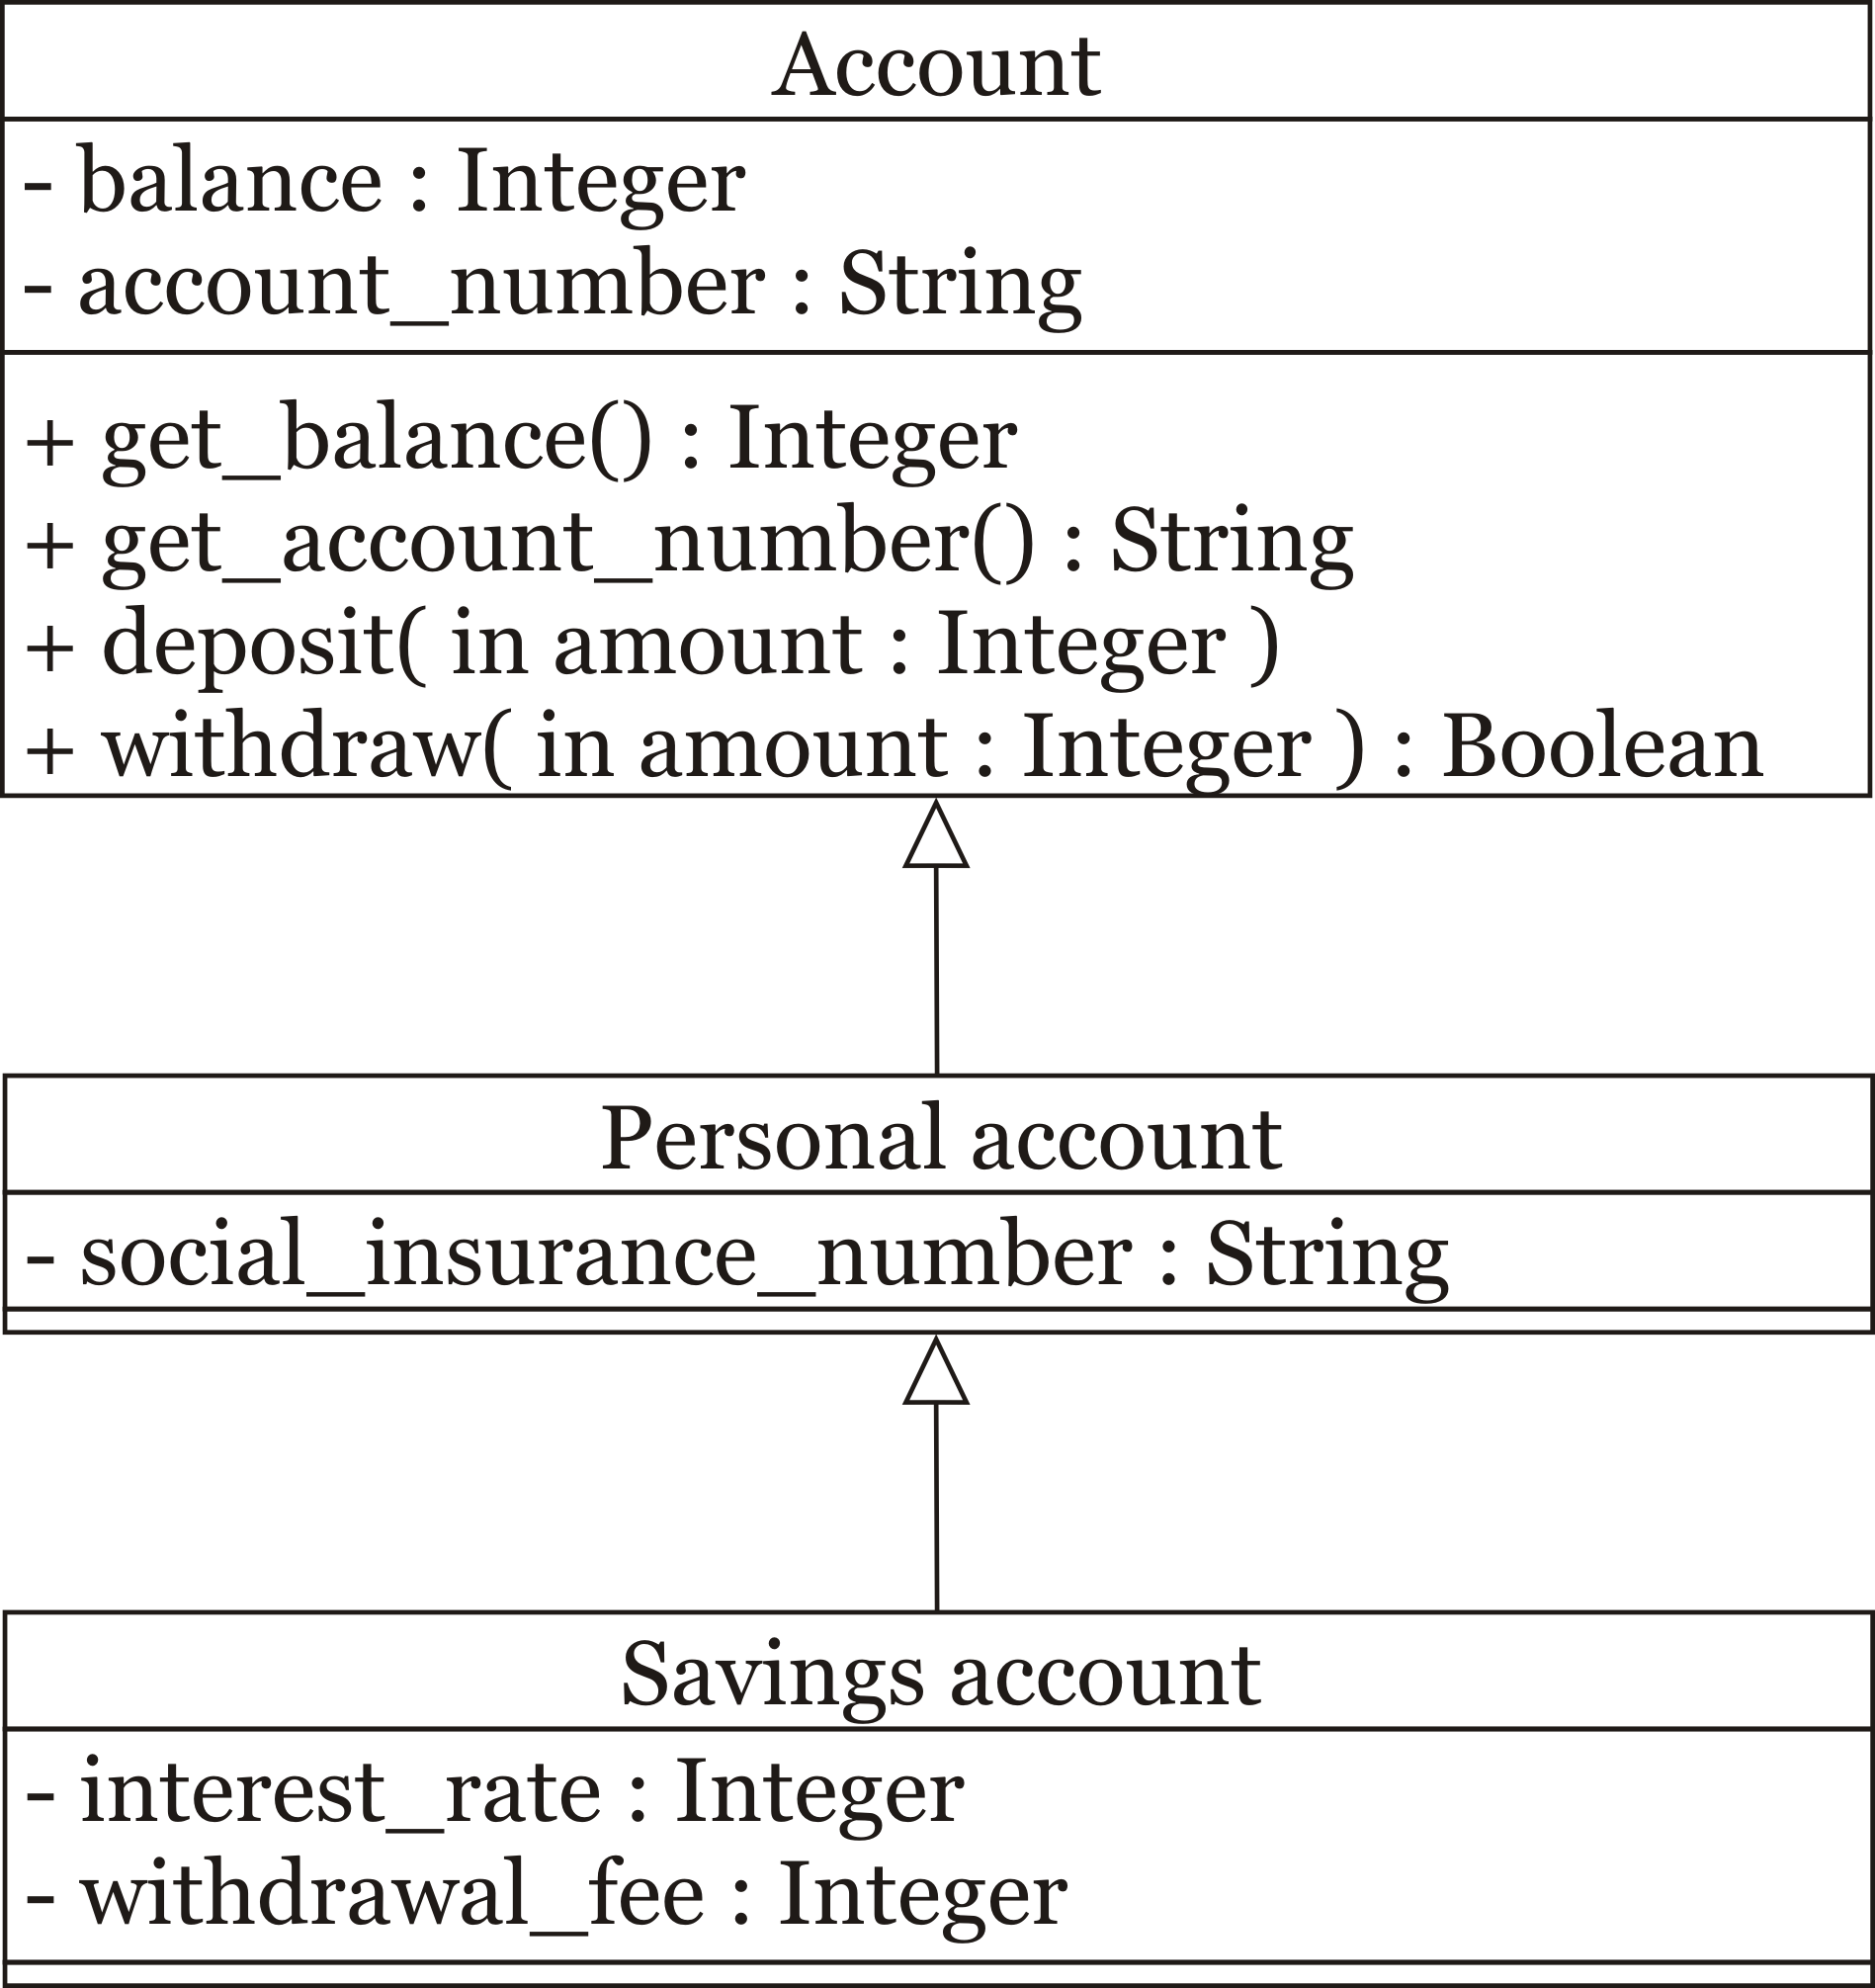 Account
- balance : Integer
- account_number : String
+ get_balance() : Integer
+ get_account_number() : String
+ deposit( in amount : Integer )
+ withdraw( in amount : Integer ) : Boolean
Personal account
- social_insurance_number : String
Savings account
- interest_rate : Integer
- withdrawal_fee : Integer